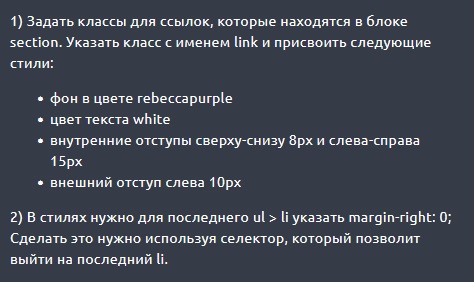 1) Задать классы для ссылок, которые находятся в блоке
section. Указать класс с именем link и присвоить следующие
стили:
• фон в цвете rebeccapurple
• цвет текста white
• внутренние отступы сверху-снизу 8px и слева-справа
15px
• внешний отступ слева 10px
2) В стилях нужно для последнего ul > li указать margin-right: 0;
Сделать это нужно используя селектор, который позволит
выйти на последний li.